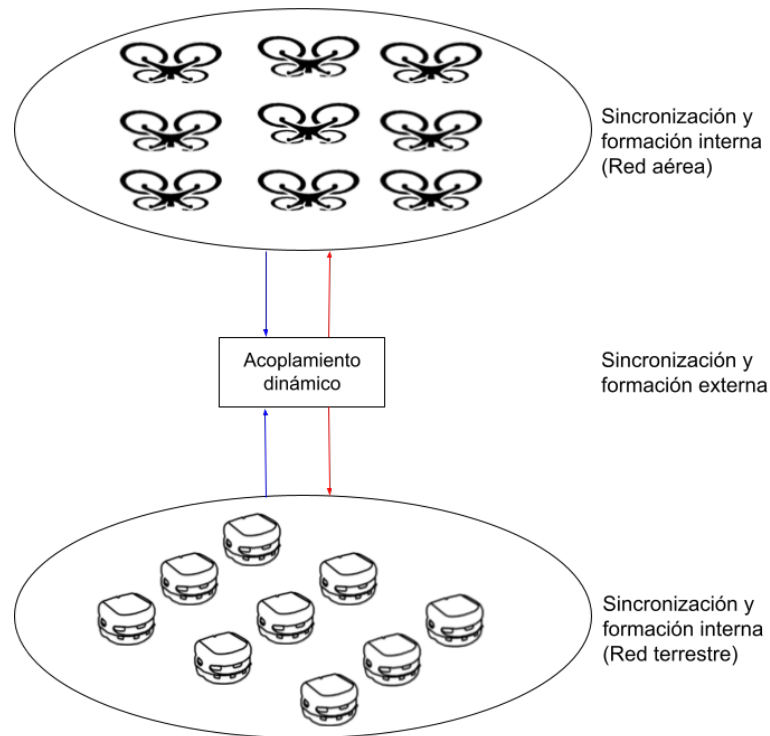 Sincronización y
formación interna
(Red aérea)
Acoplamiento
dinámico
Sincronización y
formación externa
Sincronización y
formación interna
(Red terrestre)